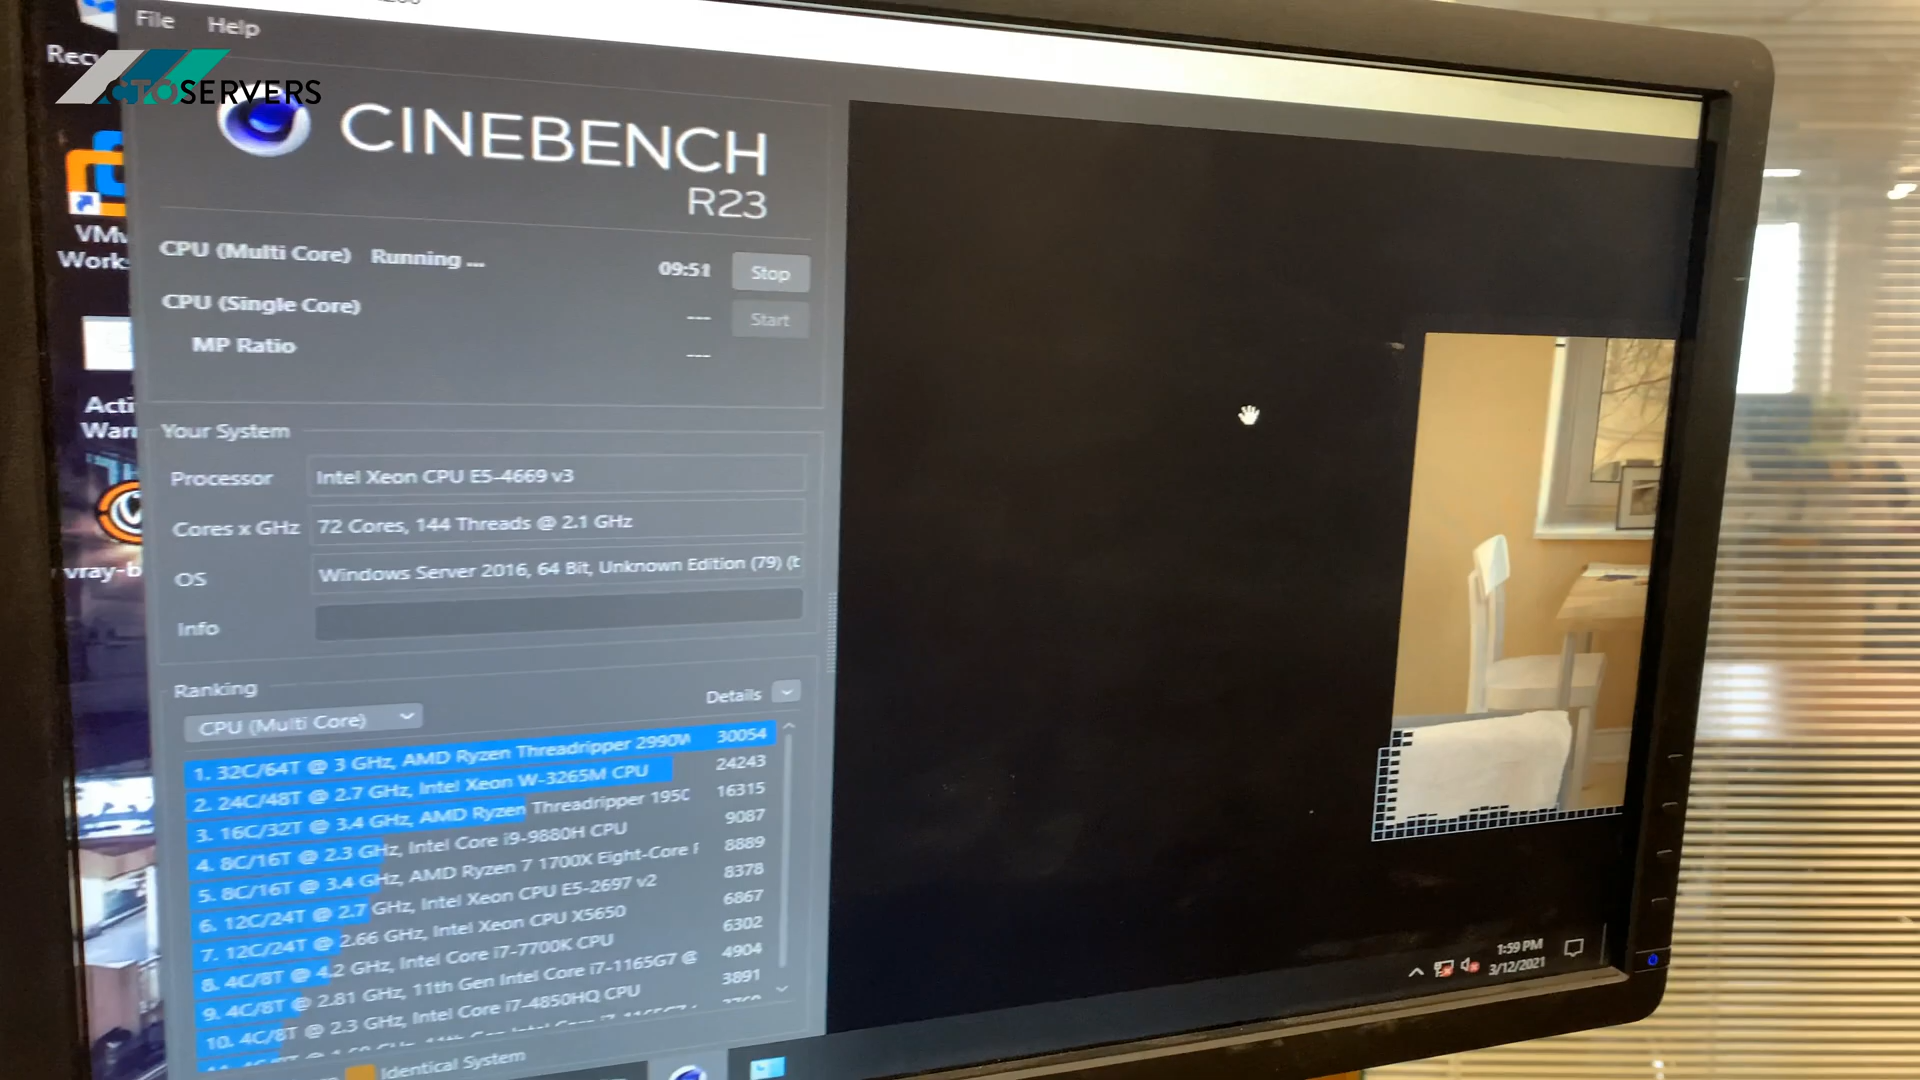 File Help
Recy
CTOSERVERS
CINEBENCH
R23
VMw
Works
CPU (Multi Core) Running ... 09:51 Stop
CPU (Single Core) --- Start
MP Ratio ---
Acti
Warr
Your System
Processor Intel Xeon CPU E5-4669 v3
Cores x GHz 72 Cores, 144 Threads @ 2.1 GHz
OS Windows Server 2016, 64 Bit, Unknown Edition (79) (b
vray-b
Info
Ranking
Details
CPU (Multi Core)
1. 32C/64T @ 3 GHz, AMD Ryzen Threadripper 2990W 30054
2. 24C/48T @ 2.7 GHz, Intel Xeon W-3265M CPU 24243
3. 16C/32T @ 3.4 GHz, AMD Ryzen Threadripper 1950 16315
4. 8C/16T @ 2.3 GHz, Intel Core i9-9880H CPU 9087
5. 8C/16T @ 3.4 GHz, AMD Ryzen 7 1700X Eight-Core 8889
6. 12C/24T @ 2.7 GHz, Intel Xeon CPU E5-2697 v2 8378
7. 12C/24T @ 2.66 GHz, Intel Xeon CPU X5650 6867
8. 4C/8T @ 4.2 GHz, Intel Core i7-7700K CPU 6302
9. 4C/8T @ 2.81 GHz, 11th Gen Intel Core i7-1165G7 @ 4904
10. 4C/8T @ 2.3 GHz, Intel Core i7-4850HQ CPU 3891
Identical System
1:59 PM
3/12/2021